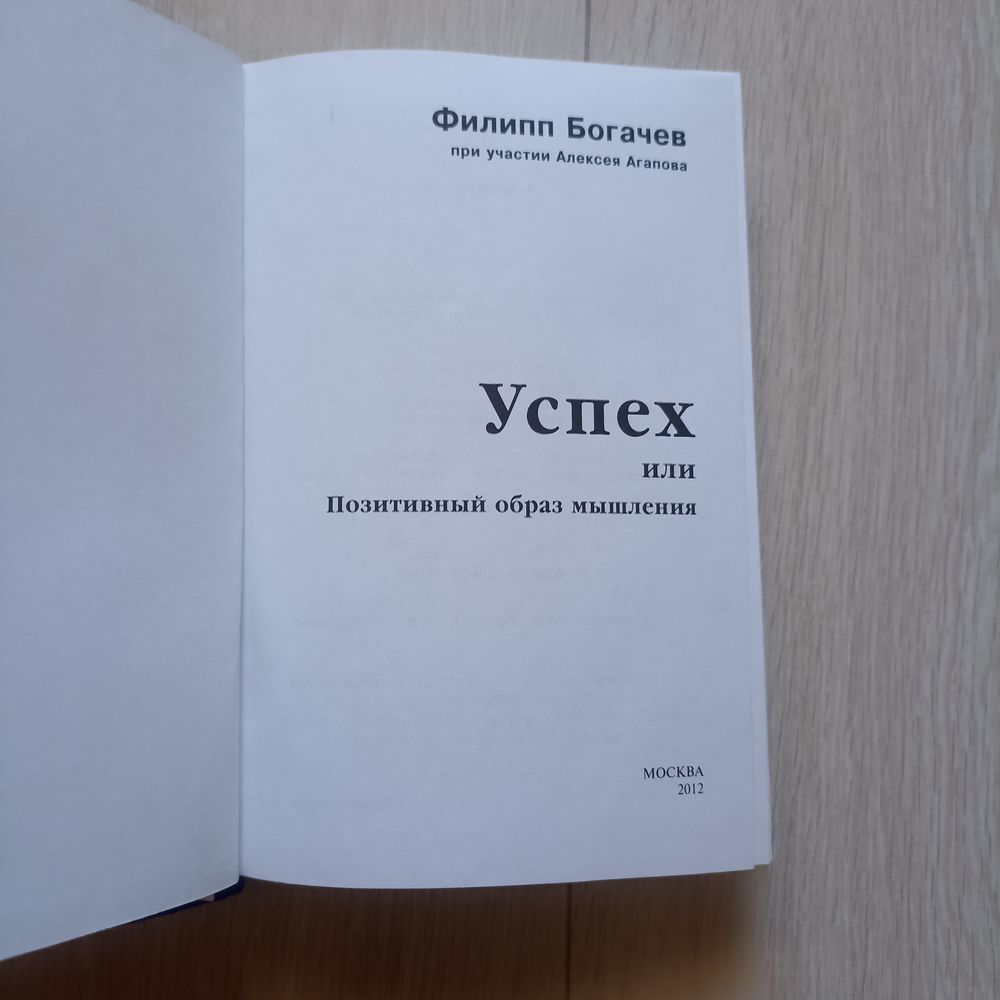 Филипп Богачев
при участии Алексея Агапова
Успех
или
Позитивный образ мышления
МОСКВА
2012